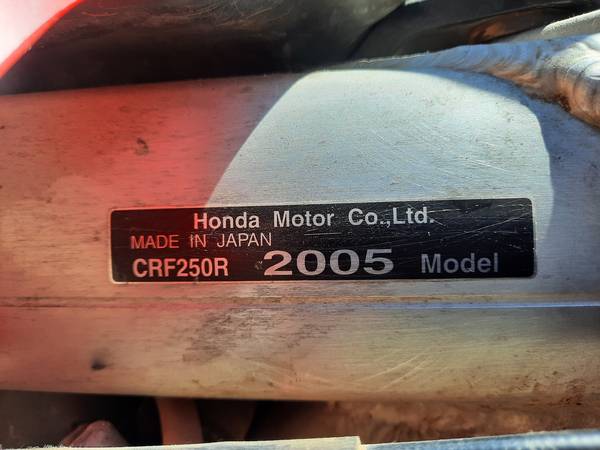 Honda Motor Co.,Ltd.
MADE IN JAPAN
CRF250R 2005 Model